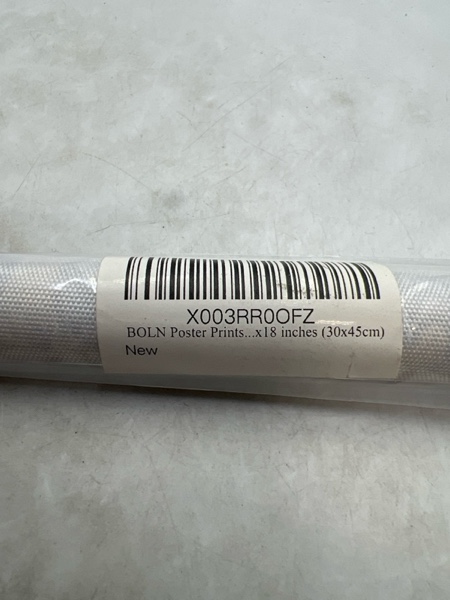 X003RR0OFZ
BOLN Poster Prints...x18 inches (30x45cm)
New